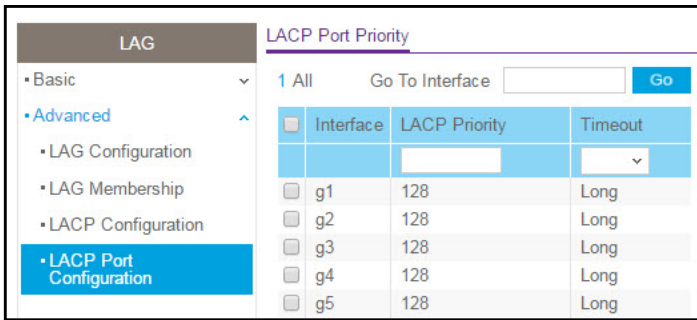 LAG
Basic
Advanced
LAG Configuration
LAG Membership
LACP Configuration
LACP Port
Configuration
LACP Port Priority
1 All Go To Interface Go
Interface LACP Priority Timeout
g1 128 Long
g2 128 Long
g3 128 Long
g4 128 Long
g5 128 Long